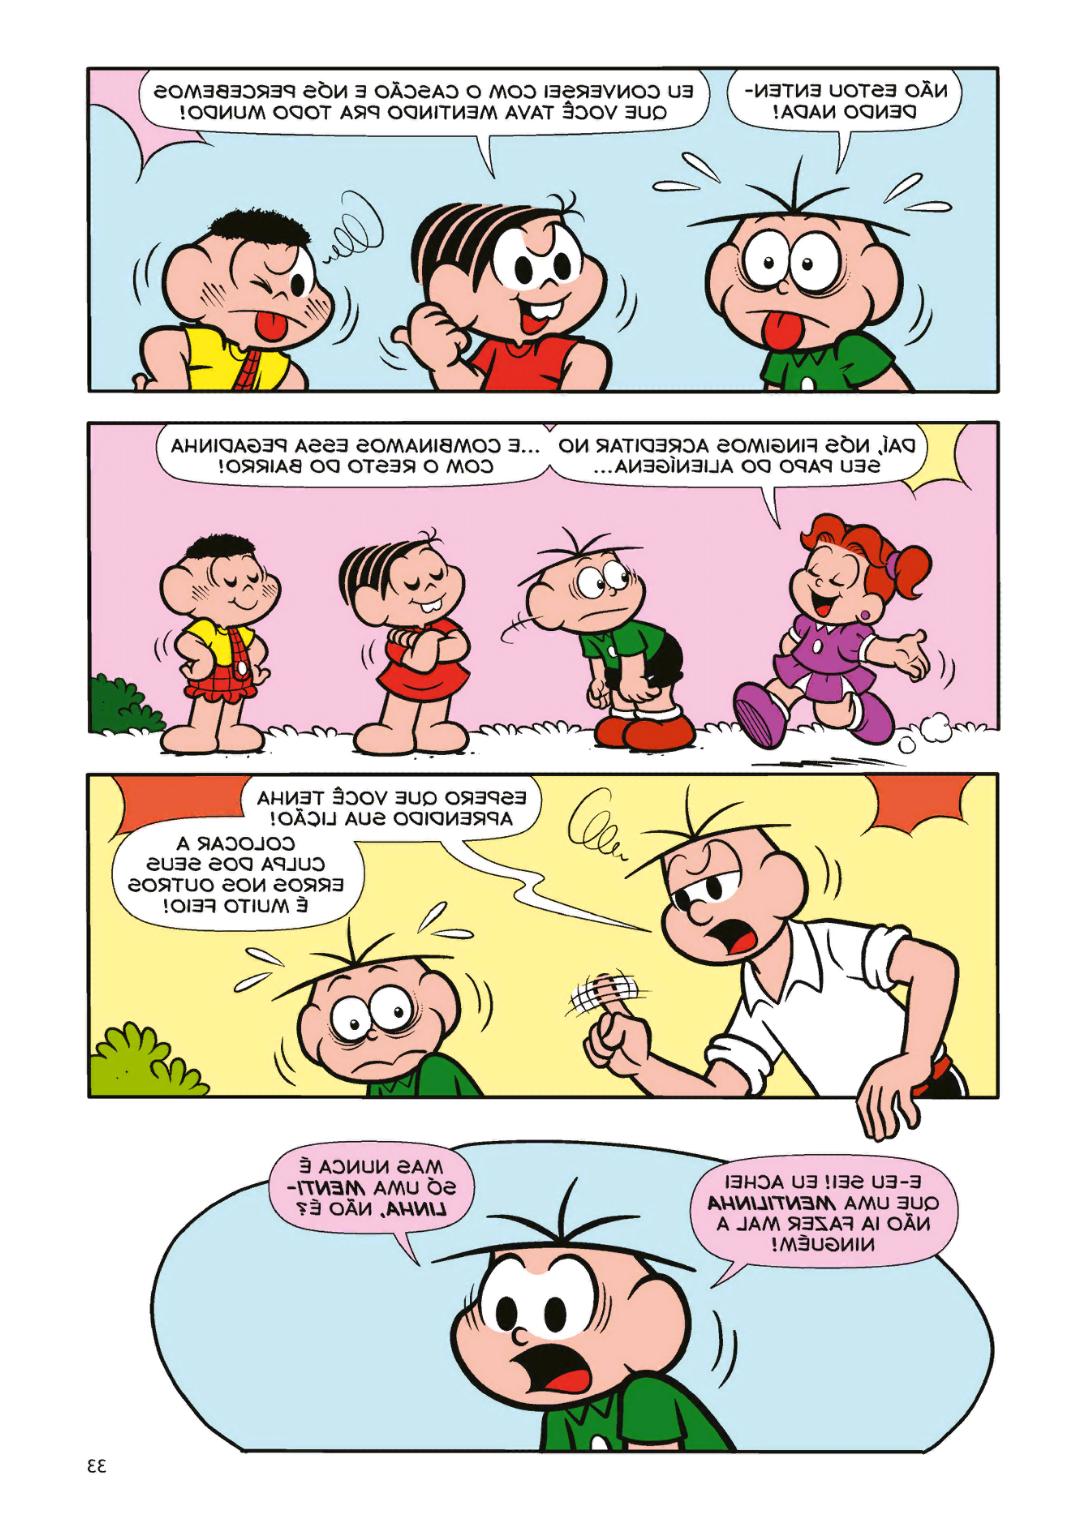 NÃO ESTOU ENTEN-
DENDO NADA!
EU CONVERSEI COM O CASCÃO E NÓS PERCEBEMOS
QUE VOCÊ TAVA MENTINDO PRA TODO MUNDO!
DAÍ, NÓS FINGIMOS ACREDITAR NO
SEU PAPO DO ALIENÍGENA...
...E COMBINAMOS ESSA PEGADINHA
COM O RESTO DO BAIRRO!
ESPERO QUE VOCÊ TENHA
APRENDIDO SUA LIÇÃO!
COLOCAR A
CULPA DOS SEUS
ERROS NOS OUTROS
É MUITO FEIO!
E-EU SEI! EU ACHEI
QUE UMA MENTILINHA
NÃO IA FAZER MAL A
NINGUÉM!
MAS NUNCA É
SÓ UMA MENTI-
LINHA, NÃO É?
33